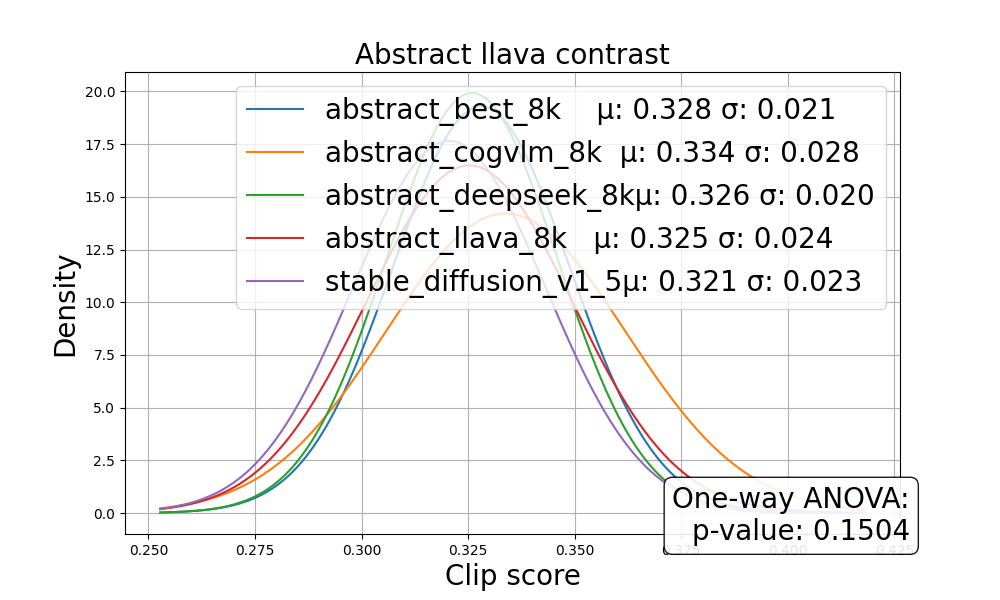 Abstract llava contrast
Density
20.0
17.5
15.0
12.5
10.0
7.5
5.0
2.5
0.0
abstract_best_8k μ: 0.328 σ: 0.021
abstract_cogvlm_8k μ: 0.334 σ: 0.028
abstract_deepseek_8kμ: 0.326 σ: 0.020
abstract_llava_8k μ: 0.325 σ: 0.024
stable_diffusion_v1_5μ: 0.321 σ: 0.023
One-way ANOVA:
p-value: 0.1504
0.250 0.275 0.300 0.325 0.350 0.375 0.400 0.425
Clip score